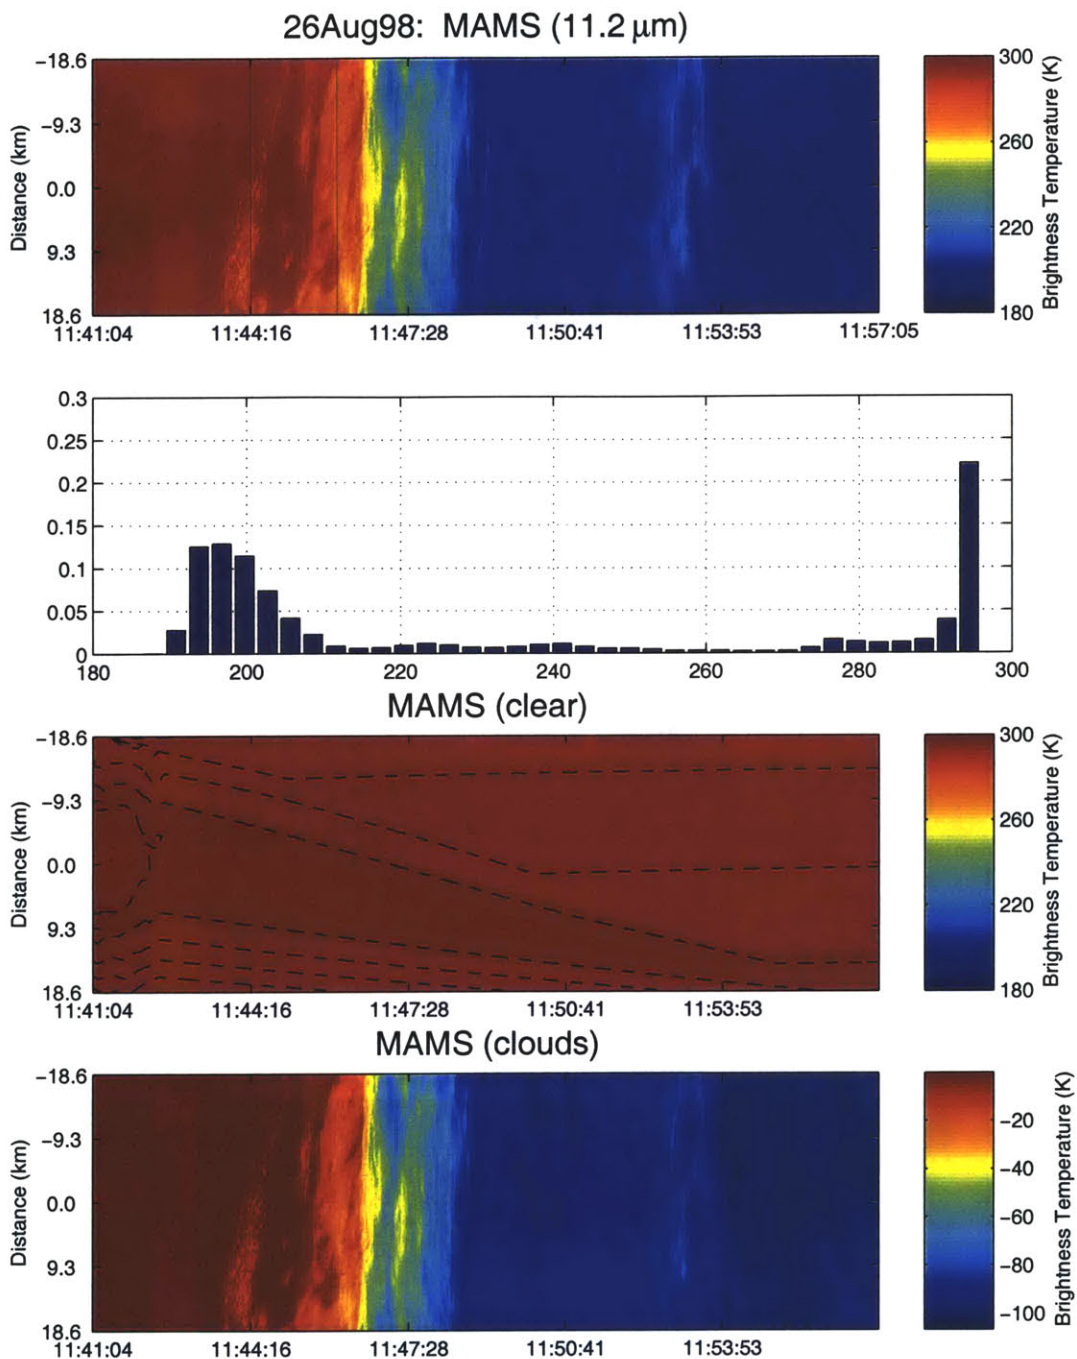 26Aug98: MAMS (11.2 μm)
Distance (km)
−18.6
−9.3
0.0
9.3
18.6
11:41:04 11:44:16 11:47:28 11:50:41 11:53:53 11:57:05
300
260
220
180
Brightness Temperature (K)
0.3
0.25
0.2
0.15
0.1
0.05
0
180 200 220 240 260 280 300
MAMS (clear)
Distance (km)
−18.6
−9.3
0.0
9.3
18.6
11:41:04 11:44:16 11:47:28 11:50:41 11:53:53
300
260
220
180
Brightness Temperature (K)
MAMS (clouds)
Distance (km)
−18.6
−9.3
0.0
9.3
18.6
11:41:04 11:44:16 11:47:28 11:50:41 11:53:53
−20
−40
−60
−80
−100
Brightness Temperature (K)